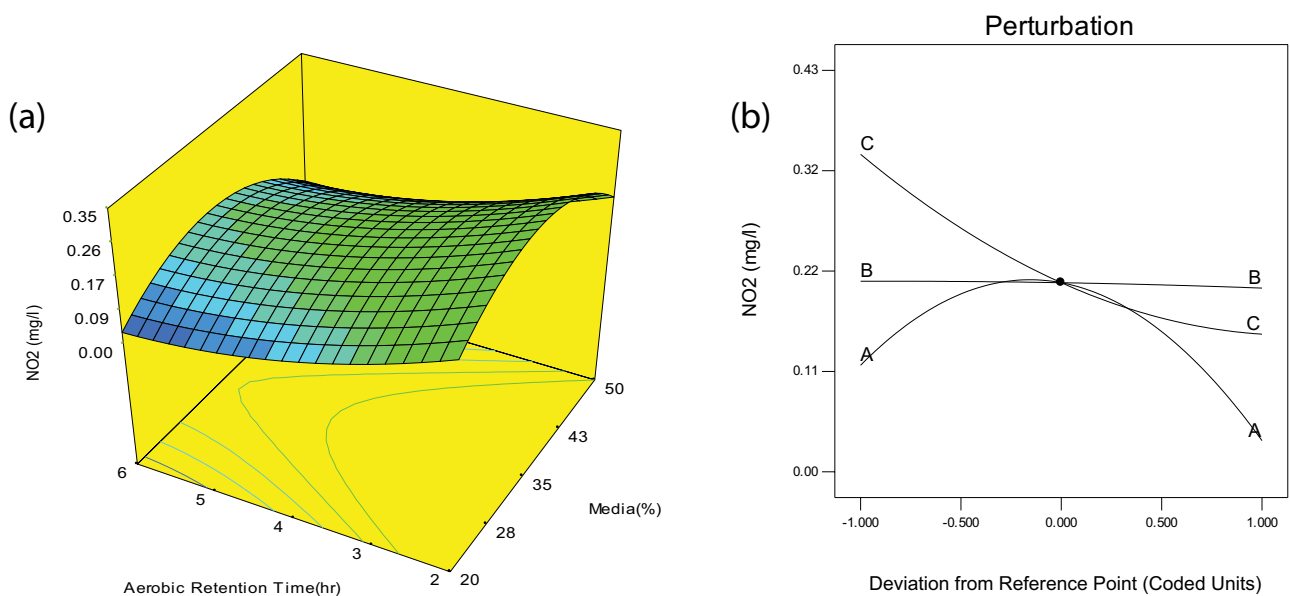 (a)
0.35
0.26
0.17
0.09
0.00
NO2 (mg/l)
6
5
4
3
2
20
28
35
43
50
Aerobic Retention Time(hr)
Media(%)
(b)
Perturbation
0.43
0.32
0.22
0.11
0.00
NO2 (mg/l)
C
B
A
B
C
A
-1.000
-0.500
0.000
0.500
1.000
Deviation from Reference Point (Coded Units)